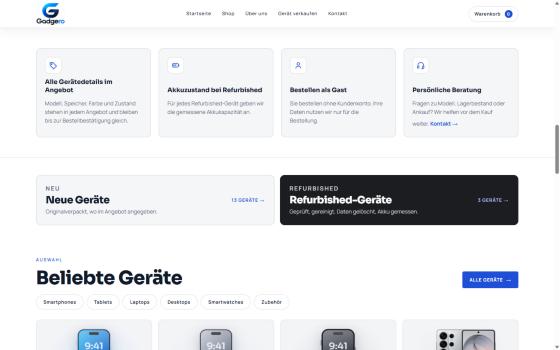 Gadgero
Startseite Shop Über uns Gerät verkaufen Kontakt
Warenkorb 0
Alle Gerätedetails im
Angebot
Modell, Speicher, Farbe und Zustand
stehen in jedem Angebot und bleiben
bis zur Bestellbestätigung gleich.
Akkuzustand bei Refurbished
Für jedes Refurbished-Gerät geben wir
die gemessene Akkukapazität an.
Bestellen als Gast
Sie bestellen ohne Kundenkonto. Ihre
Daten nutzen wir nur für die
Bestellung.
Persönliche Beratung
Fragen zu Modell, Lagerbestand oder
Ankauf? Wir helfen vor dem Kauf
weiter. Kontakt →
NEU
Neue Geräte
Originalverpackt, wo im Angebot angegeben.
13 GERÄTE →
REFURBISHED
Refurbished-Geräte
Geprüft, gereinigt, Daten gelöscht, Akku gemessen.
3 GERÄTE →
AUSWAHL
Beliebte Geräte
ALLE GERÄTE →
Smartphones Tablets Laptops Desktops Smartwatches Zubehör
9:41
9:41
9:41